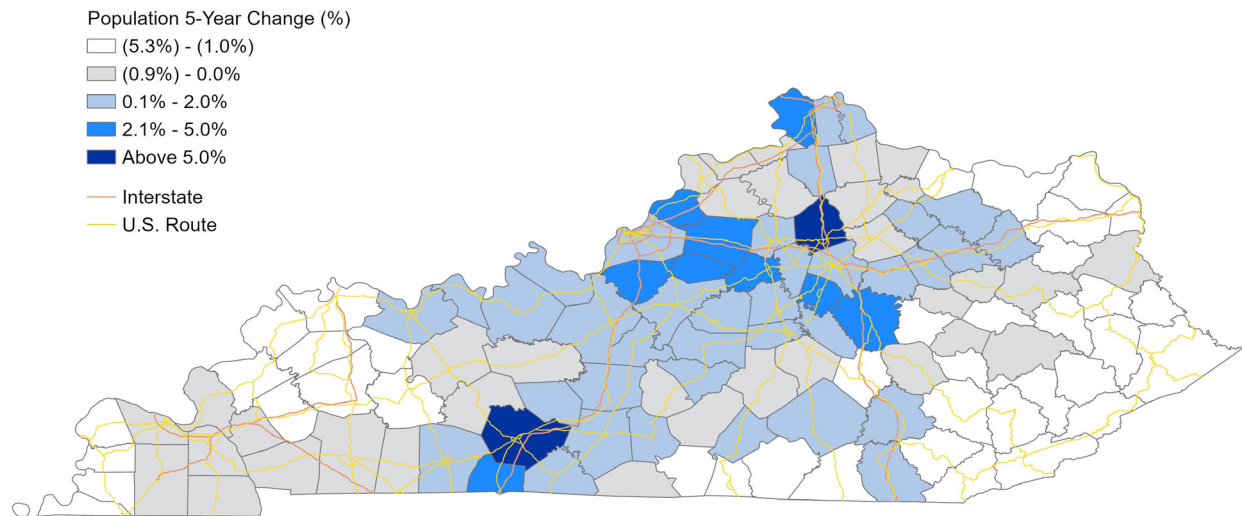 Population 5-Year Change (%)
(5.3%) - (1.0%)
(0.9%) - 0.0%
0.1% - 2.0%
2.1% - 5.0%
Above 5.0%
Interstate
U.S. Route